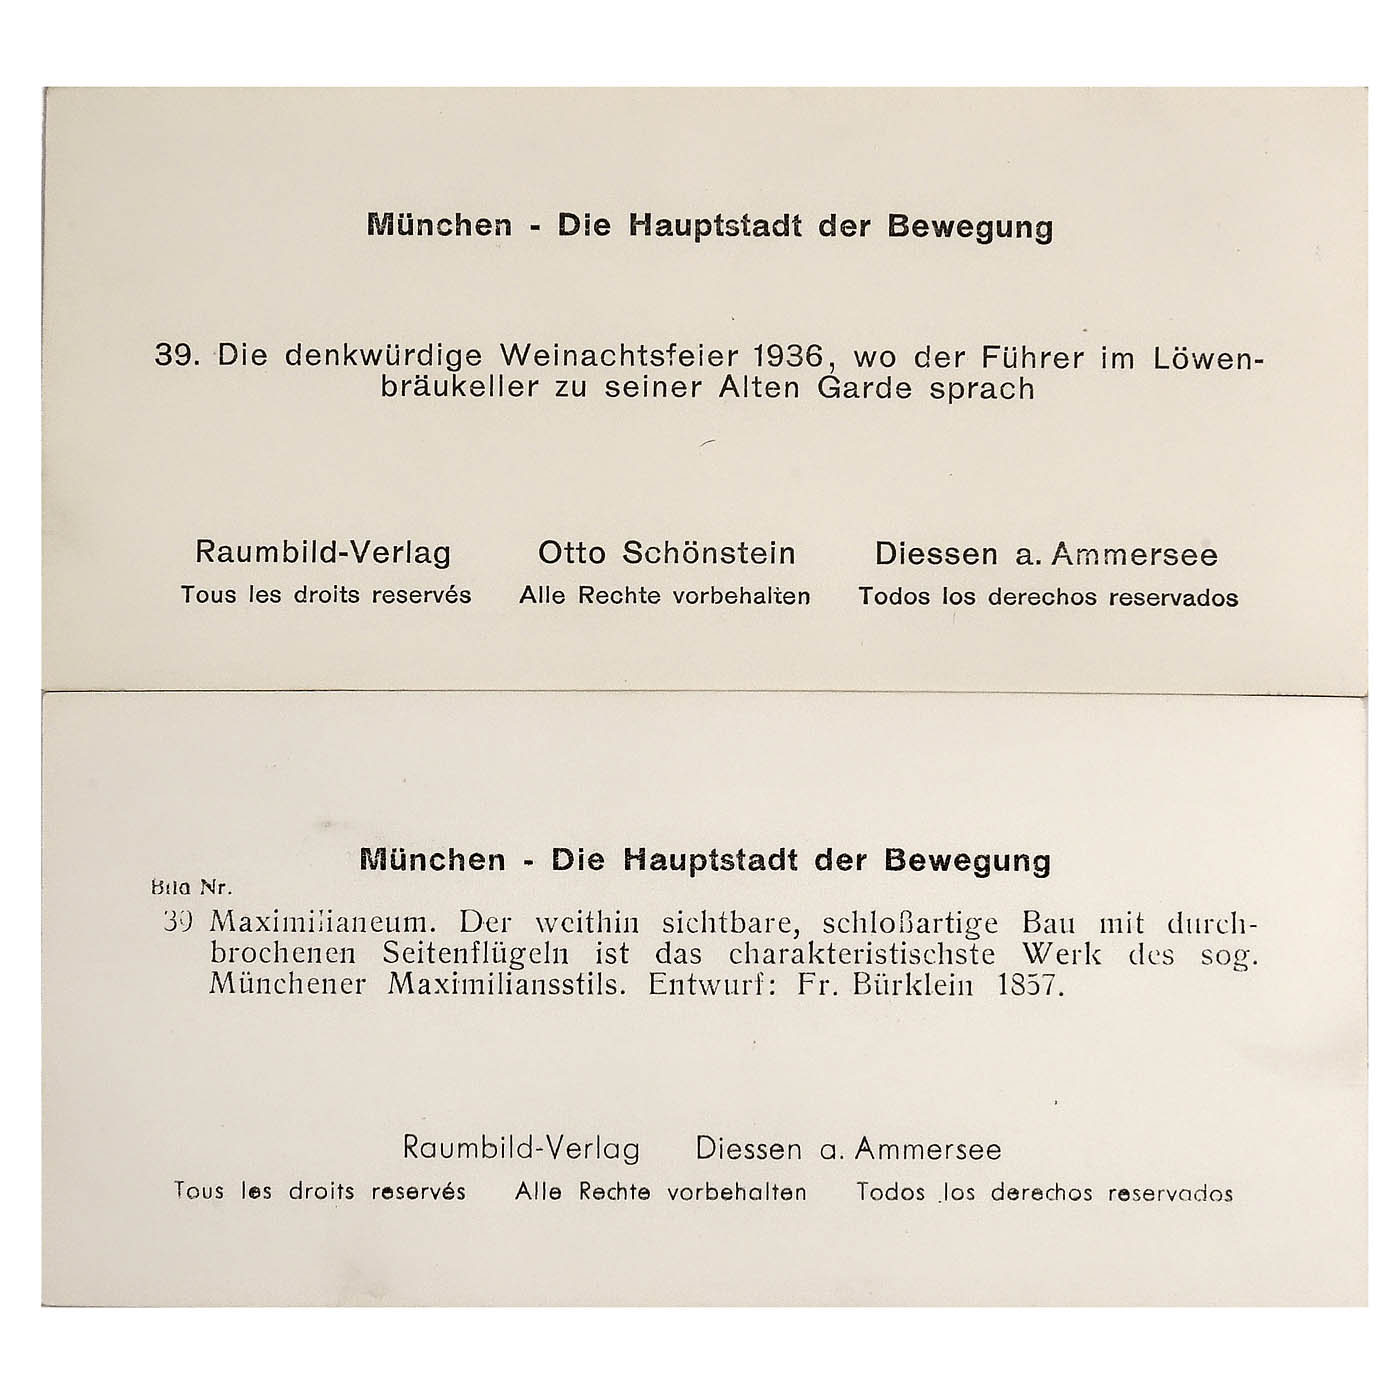 München - Die Hauptstadt der Bewegung
39. Die denkwürdige Weinachtsfeier 1936, wo der Führer im Löwen-
bräukeller zu seiner Alten Garde sprach
Raumbild-Verlag Otto Schönstein Diessen a. Ammersee
Tous les droits reservés Alle Rechte vorbehalten Todos los derechos reservados
München - Die Hauptstadt der Bewegung
Bild Nr.
39 Maximilianeum. Der weithin sichtbare, schloßartige Bau mit durch-
brochenen Seitenflügeln ist das charakteristischste Werk des sog.
Münchener Maximiliansstils. Entwurf: Fr. Bürklein 1857.
Raumbild-Verlag Diessen a. Ammersee
Tous les droits reservés Alle Rechte vorbehalten Todos los derechos reservados